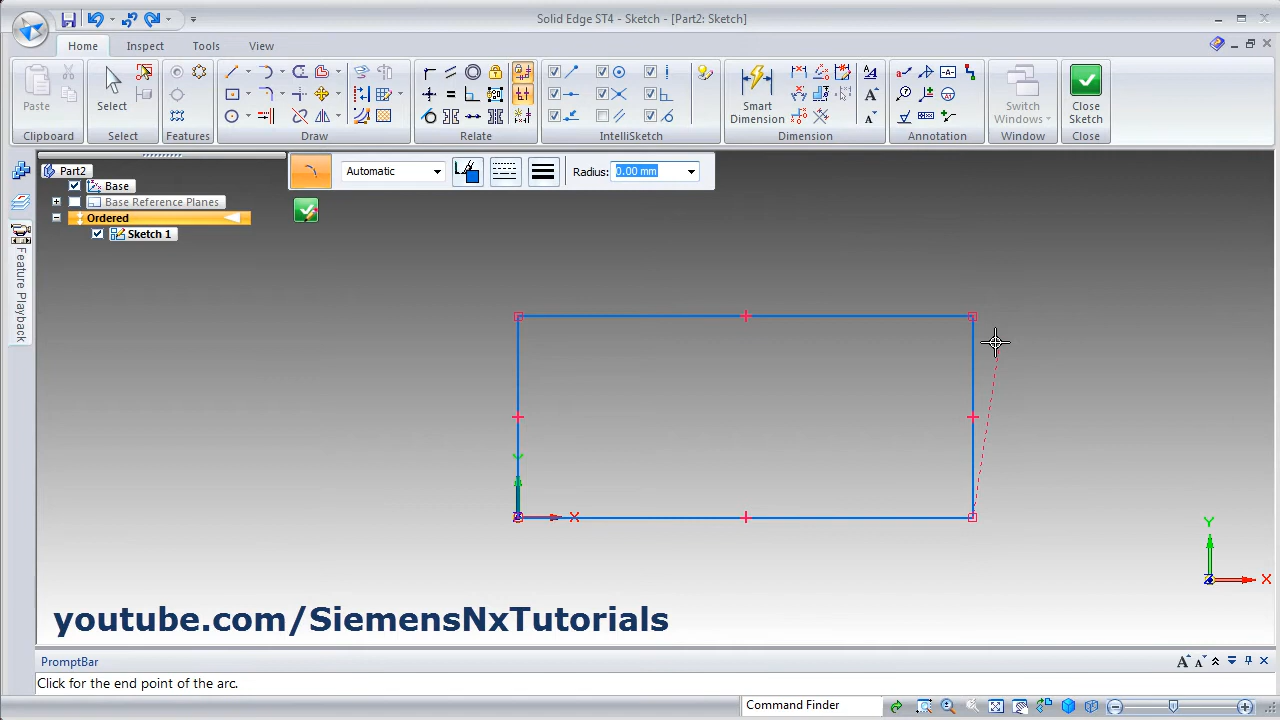 Solid Edge ST4 - Sketch - [Part2: Sketch]
Home Inspect Tools View
Paste
Clipboard
Select
Select
Features
Draw
Relate
IntelliSketch
Smart
Dimension
Dimension
Annotation
Switch
Windows
Window
Close
Sketch
Close
Part2
Base
Base Reference Planes
Ordered
Sketch 1
Automatic
Radius: 0.00 mm
Feature Playback
Y
X
Y
X
Z
youtube.com/SiemensNxTutorials
PromptBar
Click for the end point of the arc.
Command Finder